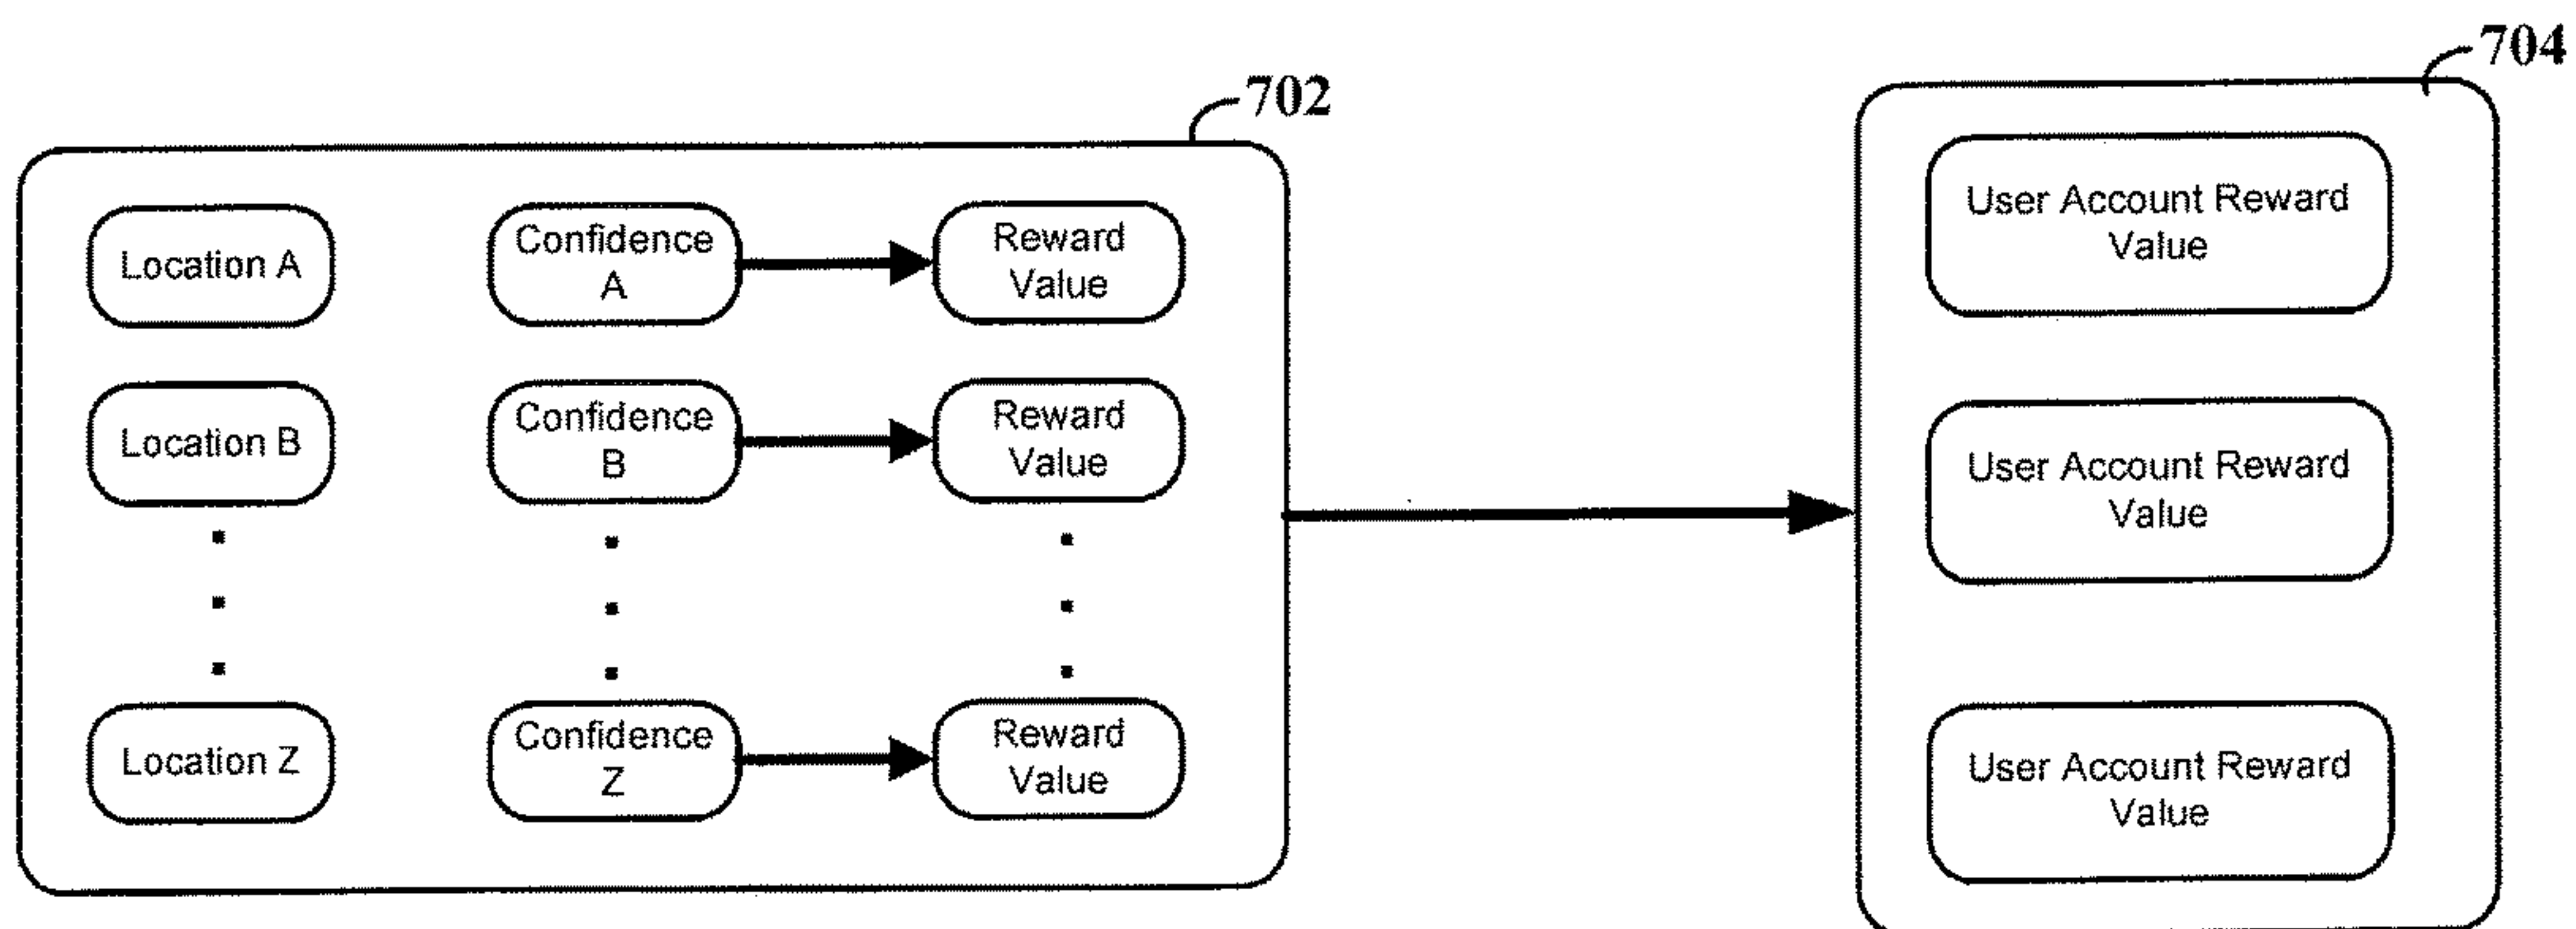 704
702
Location A
Confidence
A
Reward
Value
Location B
Confidence
B
Reward
Value
Location Z
Confidence
Z
Reward
Value
User Account Reward
Value
User Account Reward
Value
User Account Reward
Value